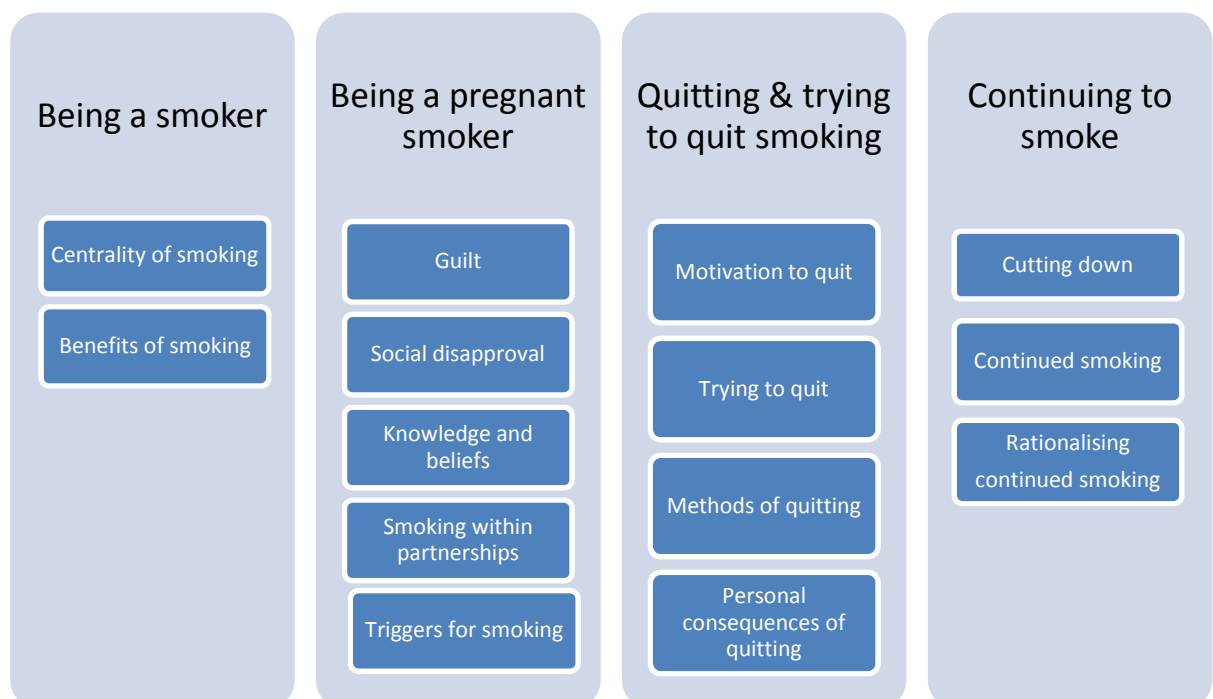 Being a smoker
Centrality of smoking
Benefits of smoking
Being a pregnant
smoker
Guilt
Social disapproval
Knowledge and
beliefs
Smoking within
partnerships
Triggers for smoking
Quitting & trying
to quit smoking
Motivation to quit
Trying to quit
Methods of quitting
Personal
consequences of
quitting
Continuing to
smoke
Cutting down
Continued smoking
Rationalising
continued smoking